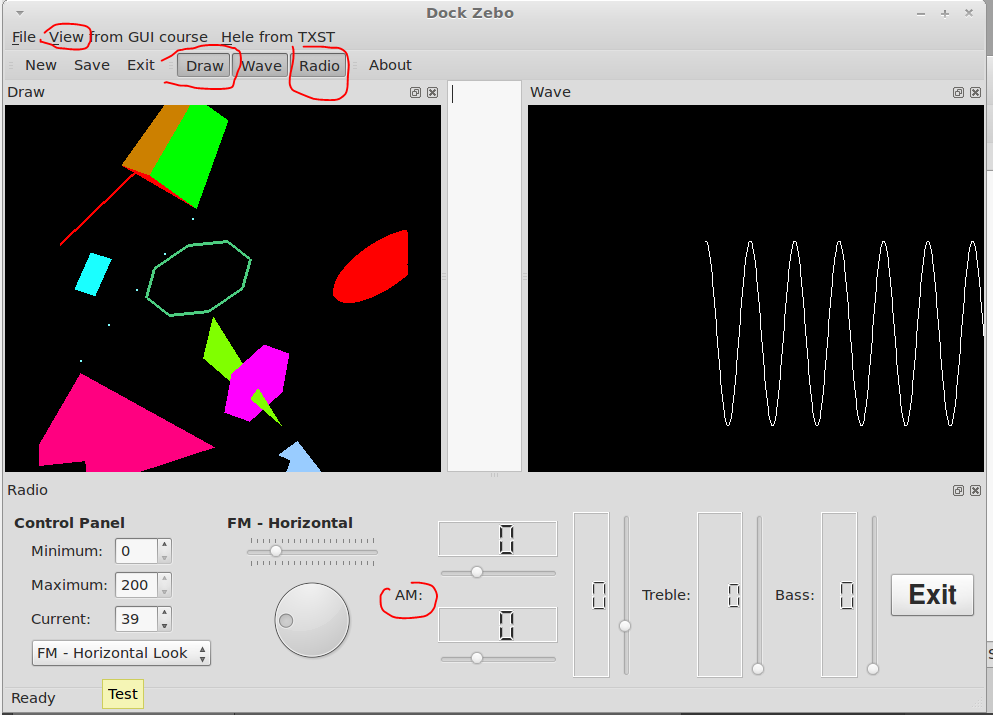 Dock Zebo
File View from GUI course Hele from TXST
New Save Exit Draw Wave Radio About
Draw
Wave
Radio
Control Panel
Minimum: 0
Maximum: 200
Current: 39
FM - Horizontal Look
FM - Horizontal
AM:
0
0
0
Treble: 0
Bass: 0
Exit
Ready
Test